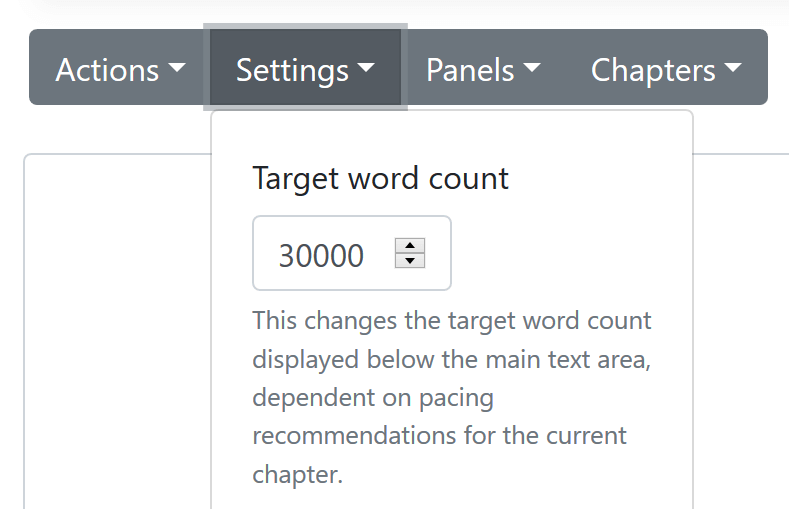 Actions Settings Panels Chapters
Target word count
30000
This changes the target word count
displayed below the main text area,
dependent on pacing
recommendations for the current
chapter.